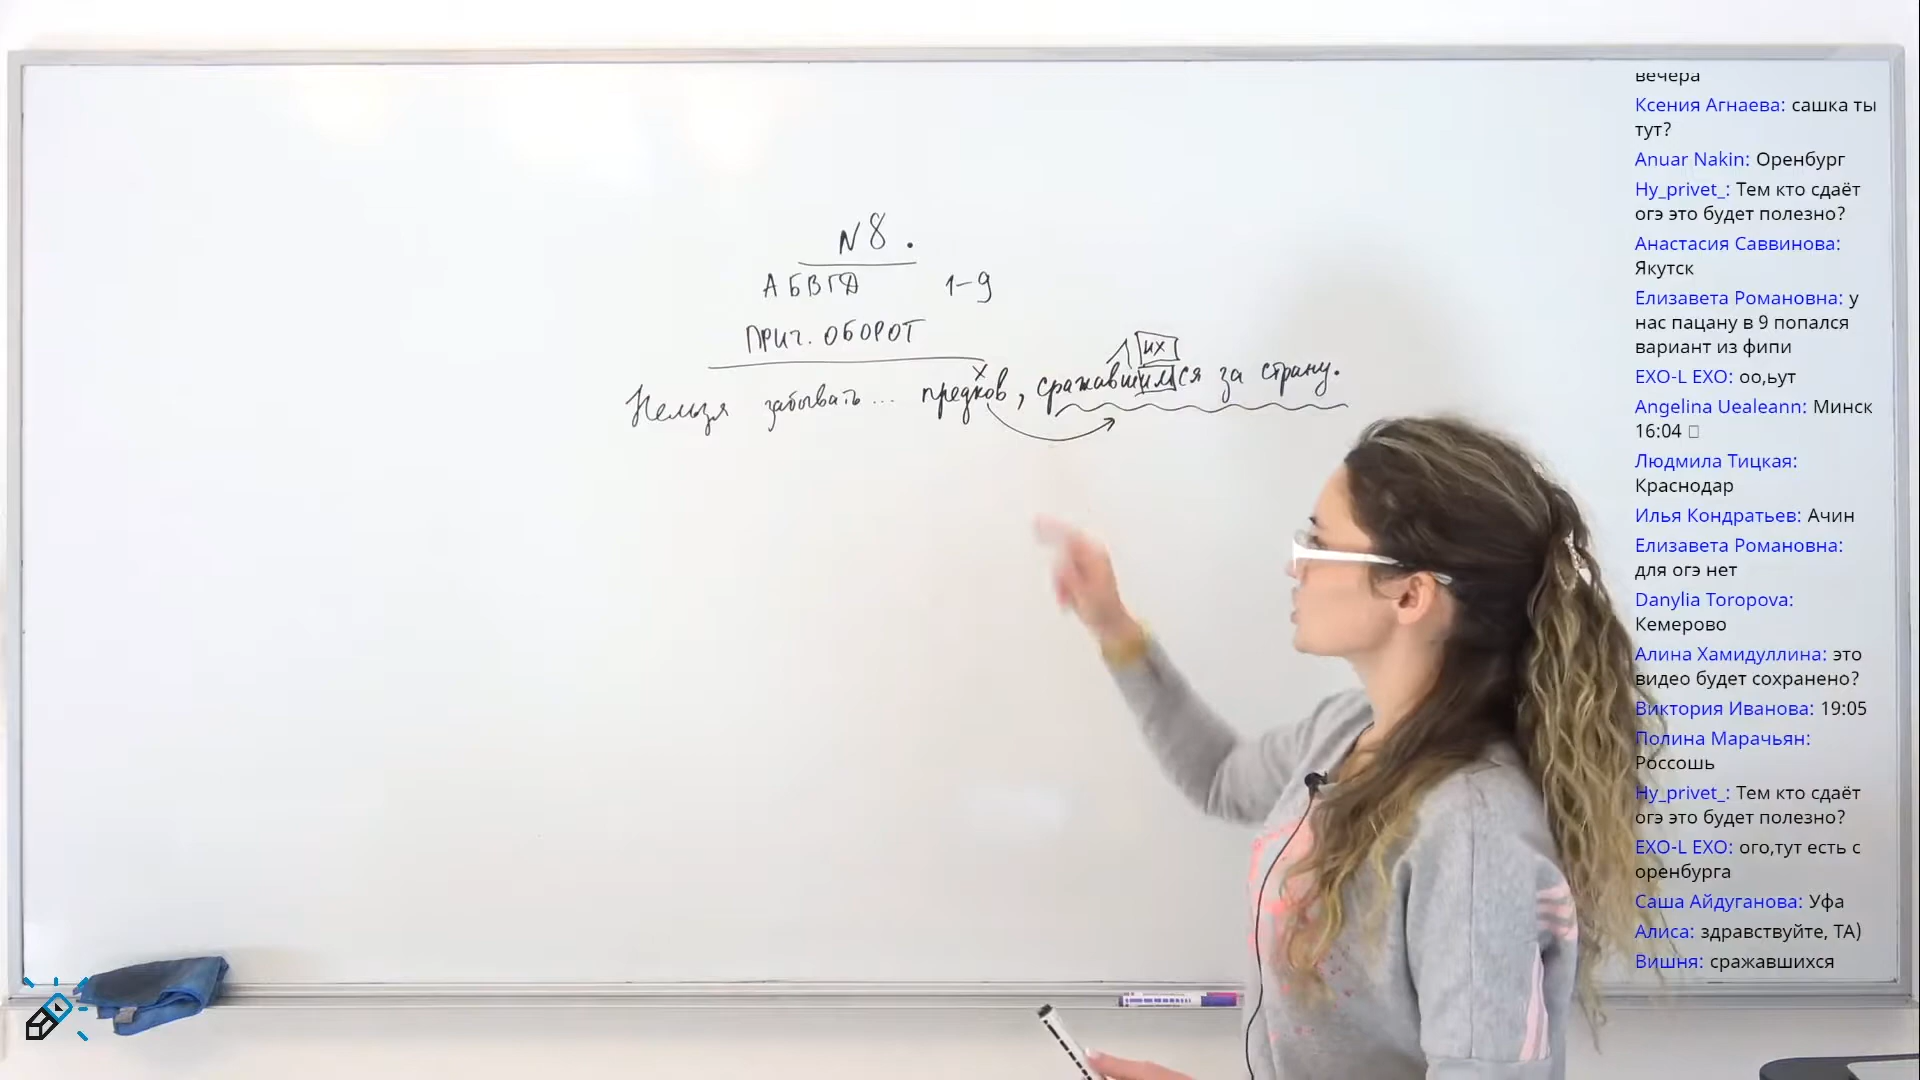 N8.
АБВГД 1-9
ПРИЧ. ОБОРОТ
их
х
Нельзя забывать... предков, сражавшимся за страну.
вечера
Ксения Агнаева: сашка ты
тут?
Anuar Nakin: Оренбург
Hy_privet_: Тем кто сдаёт
огэ это будет полезно?
Анастасия Саввинова:
Якутск
Елизавета Романовна: у
нас пацану в 9 попался
вариант из фипи
EXO-L EXO: оо,ьут
Angelina Uealeann: Минск
16:04
Людмила Тицкая:
Краснодар
Илья Кондратьев: Ачин
Елизавета Романовна:
для огэ нет
Danylia Toropova:
Кемерово
Алина Хамидуллина: это
видео будет сохранено?
Виктория Иванова: 19:05
Полина Марачьян:
Россошь
Hy_privet_: Тем кто сдаёт
огэ это будет полезно?
EXO-L EXO: ого,тут есть с
оренбурга
Саша Айдуганова: Уфа
Алиса: здравствуйте, ТА)
Вишня: сражавшихся